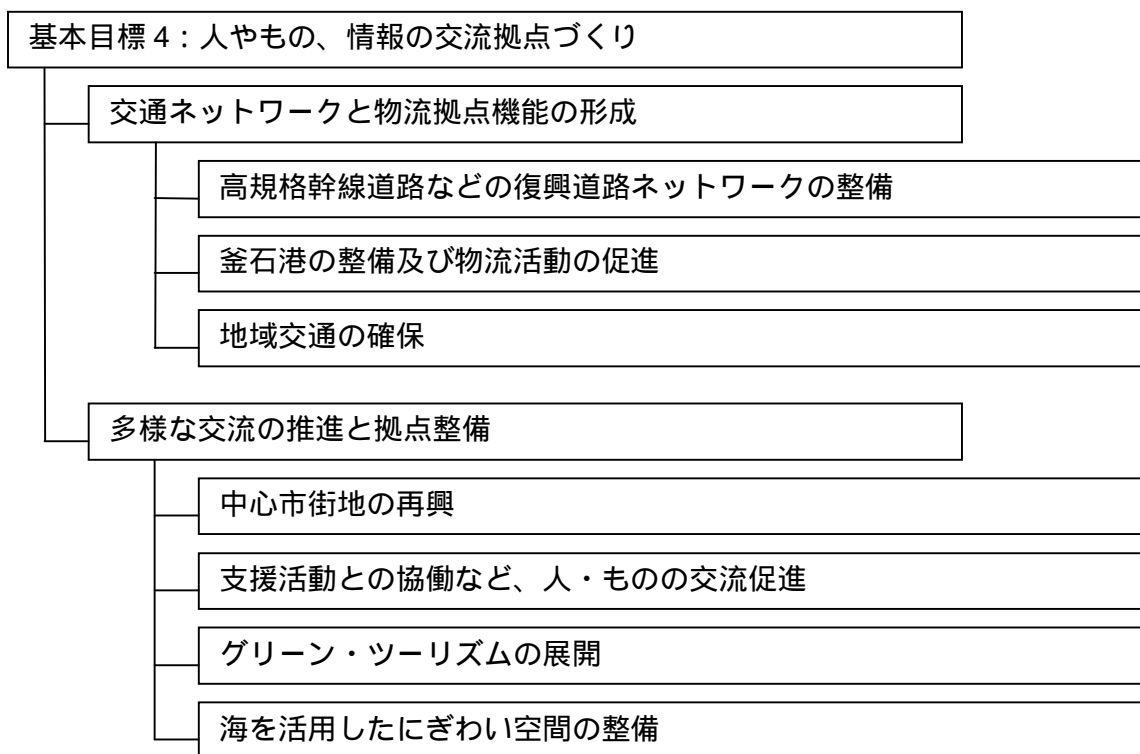 基本目標4：人やもの、情報の交流拠点づくり
交通ネットワークと物流拠点機能の形成
高規格幹線道路などの復興道路ネットワークの整備
釜石港の整備及び物流活動の促進
地域交通の確保
多様な交流の推進と拠点整備
中心市街地の再興
支援活動との協働など、人・ものの交流促進
グリーン・ツーリズムの展開
海を活用したにぎわい空間の整備